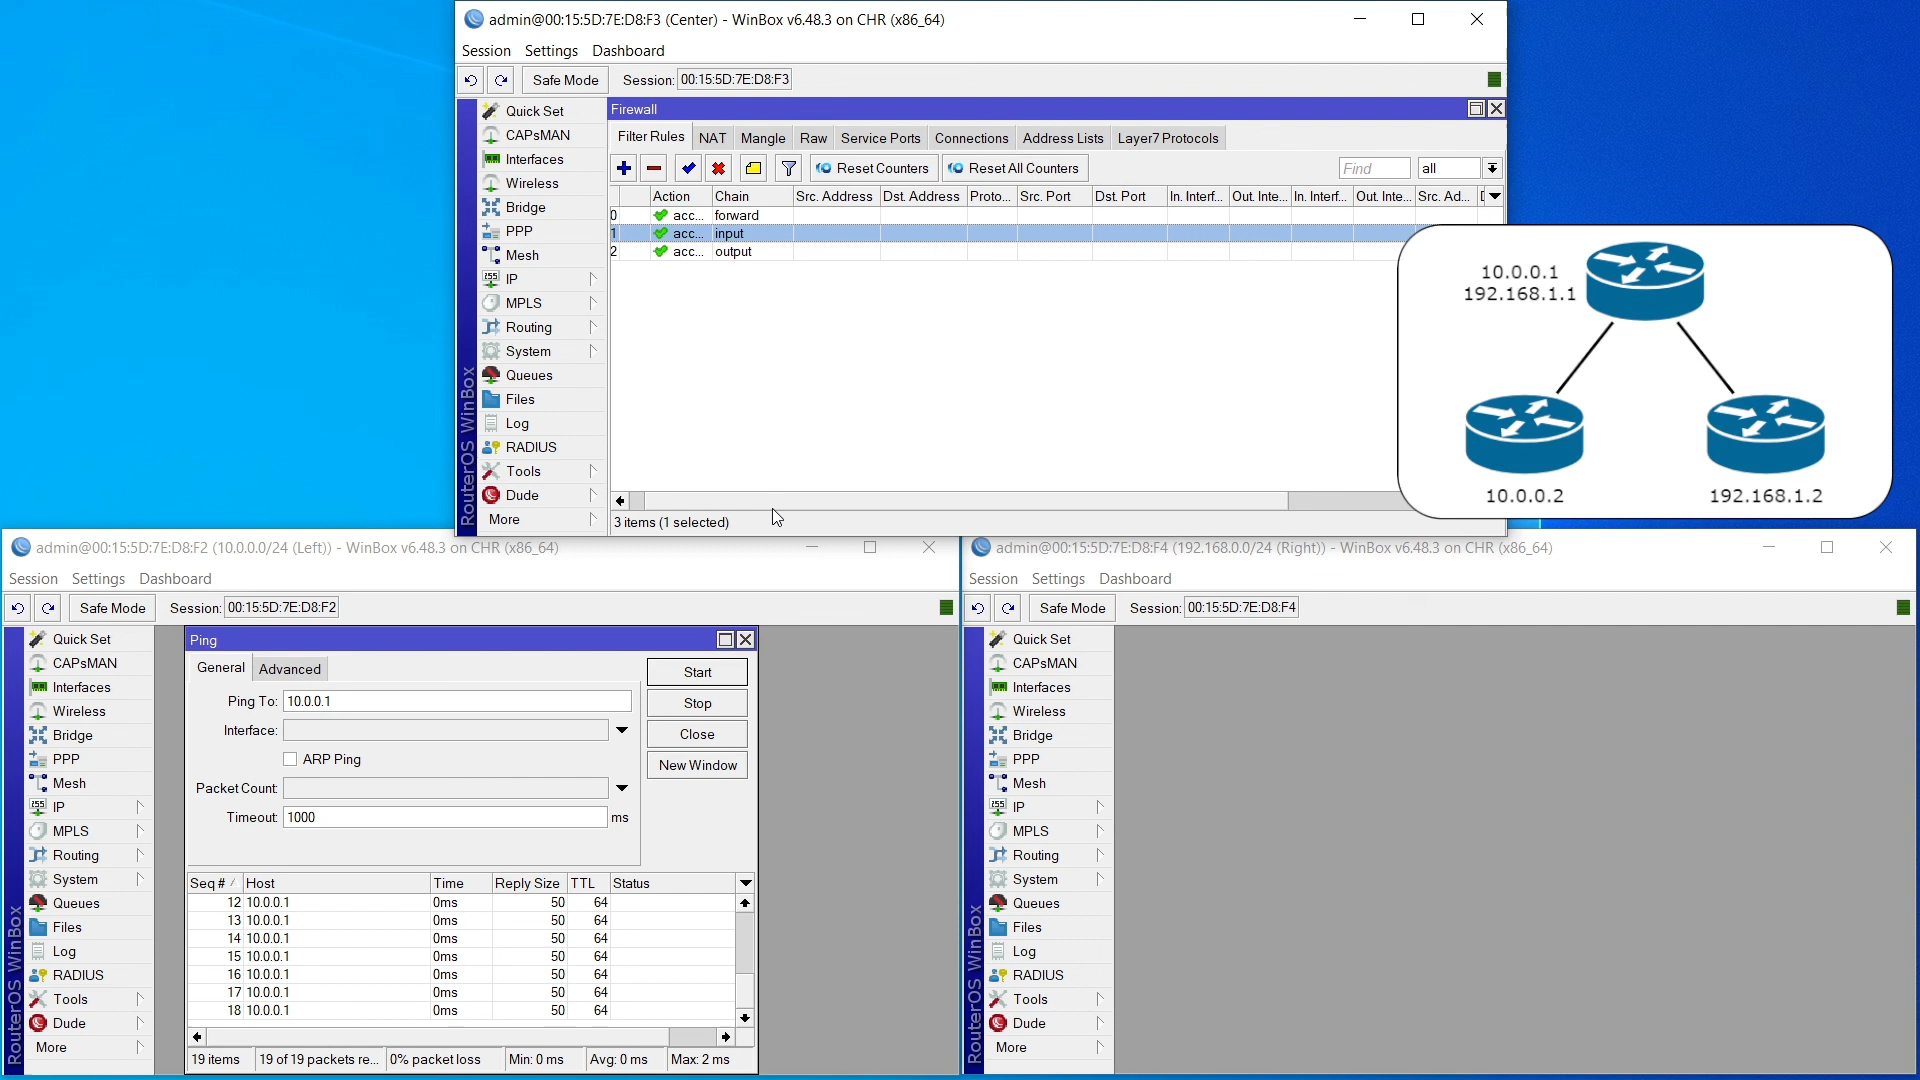 admin@00:15:5D:7E:D8:F3 (Center) - WinBox v6.48.3 on CHR (x86_64)
Session Settings Dashboard
Safe Mode Session: 00:15:5D:7E:D8:F3
Quick Set
CAPsMAN
Interfaces
Wireless
Bridge
PPP
Mesh
IP
MPLS
Routing
System
Queues
Files
Log
RADIUS
Tools
Dude
More
RouterOS WinBox
Firewall
Filter Rules NAT Mangle Raw Service Ports Connections Address Lists Layer7 Protocols
Reset Counters Reset All Counters Find all
Action Chain Src. Address Dst. Address Proto... Src. Port Dst. Port In. Interf... Out. Inte... In. Interf... Out. Inte... Src. Ad...
0 acc... forward
1 acc... input
2 acc... output
3 items (1 selected)
10.0.0.1
192.168.1.1
10.0.0.2 192.168.1.2
admin@00:15:5D:7E:D8:F2 (10.0.0.0/24 (Left)) - WinBox v6.48.3 on CHR (x86_64)
Session Settings Dashboard
Safe Mode Session: 00:15:5D:7E:D8:F2
Quick Set
CAPsMAN
Interfaces
Wireless
Bridge
PPP
Mesh
IP
MPLS
Routing
System
Queues
Files
Log
RADIUS
Tools
Dude
More
RouterOS WinBox
Ping
General Advanced
Ping To: 10.0.0.1
Interface:
ARP Ping
Packet Count:
Timeout: 1000 ms
Start
Stop
Close
New Window
Seq # Host Time Reply Size TTL Status
12 10.0.0.1 0ms 50 64
13 10.0.0.1 0ms 50 64
14 10.0.0.1 0ms 50 64
15 10.0.0.1 0ms 50 64
16 10.0.0.1 0ms 50 64
17 10.0.0.1 0ms 50 64
18 10.0.0.1 0ms 50 64
19 items 19 of 19 packets re... 0% packet loss Min: 0 ms Avg: 0 ms Max: 2 ms
admin@00:15:5D:7E:D8:F4 (192.168.0.0/24 (Right)) - WinBox v6.48.3 on CHR (x86_64)
Session Settings Dashboard
Safe Mode Session: 00:15:5D:7E:D8:F4
Quick Set
CAPsMAN
Interfaces
Wireless
Bridge
PPP
Mesh
IP
MPLS
Routing
System
Queues
Files
Log
RADIUS
Tools
Dude
More
RouterOS WinBox